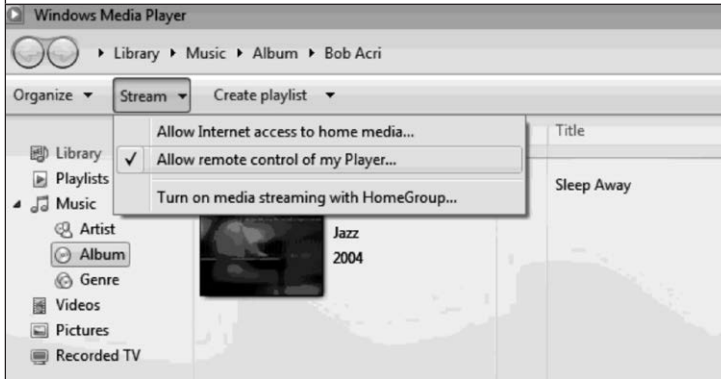 Windows Media Player
Library Music Album Bob Acri
Organize Stream Create playlist
Allow Internet access to home media...
Title
Library
✓ Allow remote control of my Player...
Playlists
Turn on media streaming with HomeGroup...
Sleep Away
Music
Artist
Jazz
Album
2004
Genre
Videos
Pictures
Recorded TV